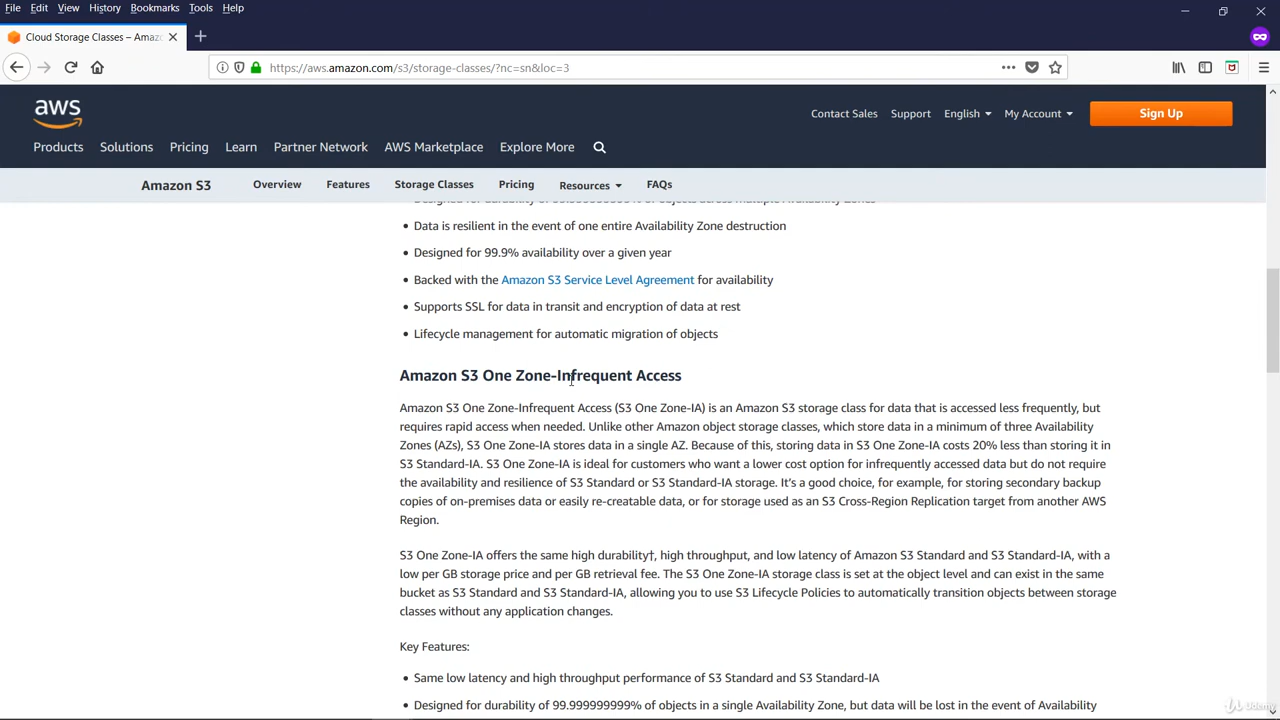 File Edit View History Bookmarks Tools Help
Cloud Storage Classes – Amaz
https://aws.amazon.com/s3/storage-classes/?nc=sn&loc=3
aws
Contact Sales Support English My Account Sign Up
Products Solutions Pricing Learn Partner Network AWS Marketplace Explore More
Amazon S3 Overview Features Storage Classes Pricing Resources FAQs
Designed for durability of 99.999999999% of objects across multiple Availability Zones
• Data is resilient in the event of one entire Availability Zone destruction
• Designed for 99.9% availability over a given year
• Backed with the Amazon S3 Service Level Agreement for availability
• Supports SSL for data in transit and encryption of data at rest
• Lifecycle management for automatic migration of objects
Amazon S3 One Zone-Infrequent Access
Amazon S3 One Zone-Infrequent Access (S3 One Zone-IA) is an Amazon S3 storage class for data that is accessed less frequently, but
requires rapid access when needed. Unlike other Amazon object storage classes, which store data in a minimum of three Availability
Zones (AZs), S3 One Zone-IA stores data in a single AZ. Because of this, storing data in S3 One Zone-IA costs 20% less than storing it in
S3 Standard-IA. S3 One Zone-IA is ideal for customers who want a lower cost option for infrequently accessed data but do not require
the availability and resilience of S3 Standard or S3 Standard-IA storage. It's a good choice, for example, for storing secondary backup
copies of on-premises data or easily re-creatable data, or for storage used as an S3 Cross-Region Replication target from another AWS
Region.
S3 One Zone-IA offers the same high durability†, high throughput, and low latency of Amazon S3 Standard and S3 Standard-IA, with a
low per GB storage price and per GB retrieval fee. The S3 One Zone-IA storage class is set at the object level and can exist in the same
bucket as S3 Standard and S3 Standard-IA, allowing you to use S3 Lifecycle Policies to automatically transition objects between storage
classes without any application changes.
Key Features:
• Same low latency and high throughput performance of S3 Standard and S3 Standard-IA
• Designed for durability of 99.999999999% of objects in a single Availability Zone, but data will be lost in the event of Availability
Udemy